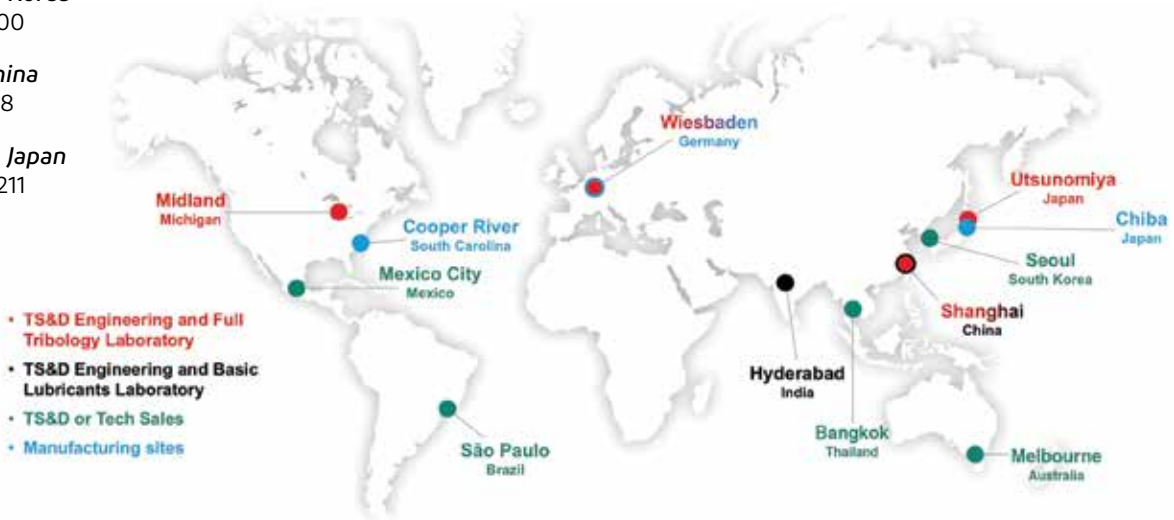 Korea
00
hina
8
Japan
211
Wiesbaden
Germany
Midland
Michigan
Utsunomiya
Japan
Cooper River
South Carolina
Chiba
Japan
Mexico City
Mexico
Seoul
South Korea
Shanghai
China
• TS&D Engineering and Full
Tribology Laboratory
• TS&D Engineering and Basic
Lubricants Laboratory
• TS&D or Tech Sales
• Manufacturing sites
Hyderabad
India
Bangkok
Thailand
São Paulo
Brazil
Melbourne
Australia